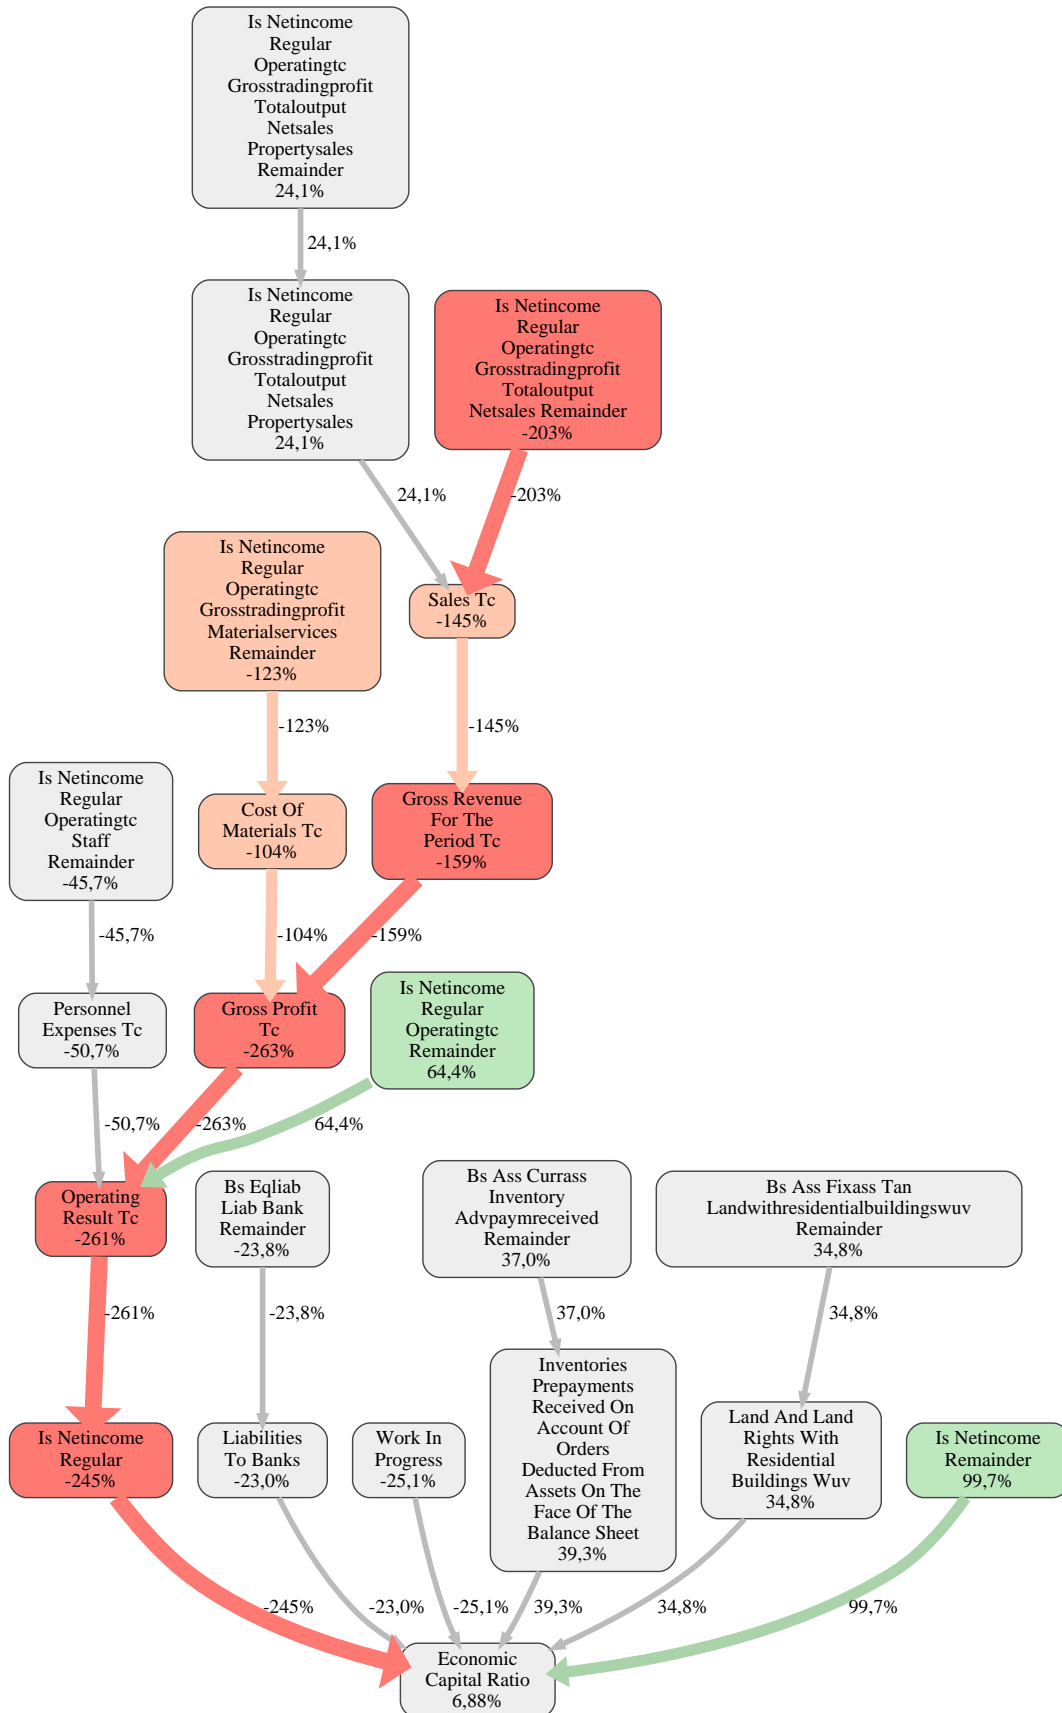 Is Netincome
Regular
Operatingtc
Grosstradingprofit
Totaloutput
Netsales
Propertysales
Remainder
24,1%
24,1%
Is Netincome
Regular
Operatingtc
Grosstradingprofit
Totaloutput
Netsales
Propertysales
24,1%
Is Netincome
Regular
Operatingtc
Grosstradingprofit
Totaloutput
Netsales Remainder
-203%
24,1%
-203%
Is Netincome
Regular
Operatingtc
Grosstradingprofit
Materialservices
Remainder
-123%
Sales Tc
-145%
-123%
-145%
Is Netincome
Regular
Operatingtc
Staff
Remainder
-45,7%
Cost Of
Materials Tc
-104%
Gross Revenue
For The
Period Tc
-159%
-45,7%
-104%
-159%
Personnel
Expenses Tc
-50,7%
Gross Profit
Tc
-263%
Is Netincome
Regular
Operatingtc
Remainder
64,4%
-50,7%
-263%
64,4%
Operating
Result Tc
-261%
Bs Eqliab
Liab Bank
Remainder
-23,8%
Bs Ass Currass
Inventory
Advpaymreceived
Remainder
37,0%
Bs Ass Fixass Tan
Landwithresidentialbuildingswuv
Remainder
34,8%
-261%
-23,8%
37,0%
34,8%
Is Netincome
Regular
-245%
Liabilities
To Banks
-23,0%
Work In
Progress
-25,1%
Inventories
Prepayments
Received On
Account Of
Orders
Deducted From
Assets On The
Face Of The
Balance Sheet
39,3%
Land And Land
Rights With
Residential
Buildings Wuv
34,8%
Is Netincome
Remainder
99,7%
-245%
-23,0%
-25,1%
39,3%
34,8%
99,7%
Economic
Capital Ratio
6,88%